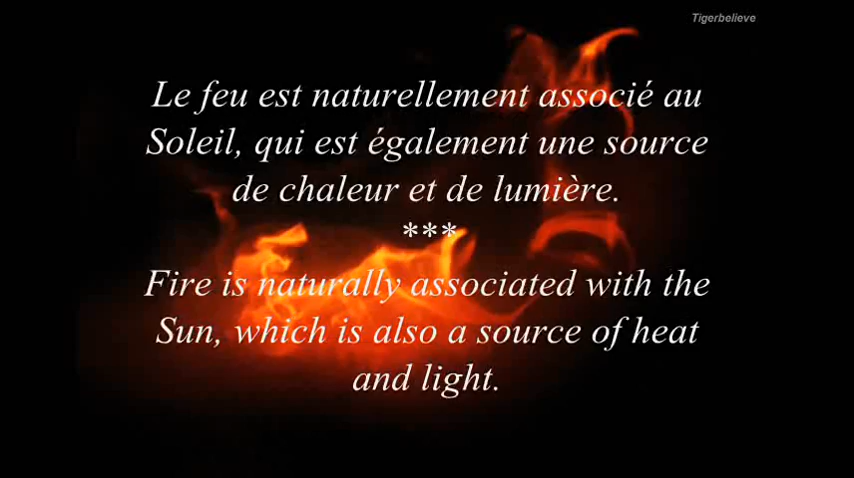 Tigerbelieve
Le feu est naturellement associé au
Soleil, qui est également une source
de chaleur et de lumière.
***
Fire is naturally associated with the
Sun, which is also a source of heat
and light.